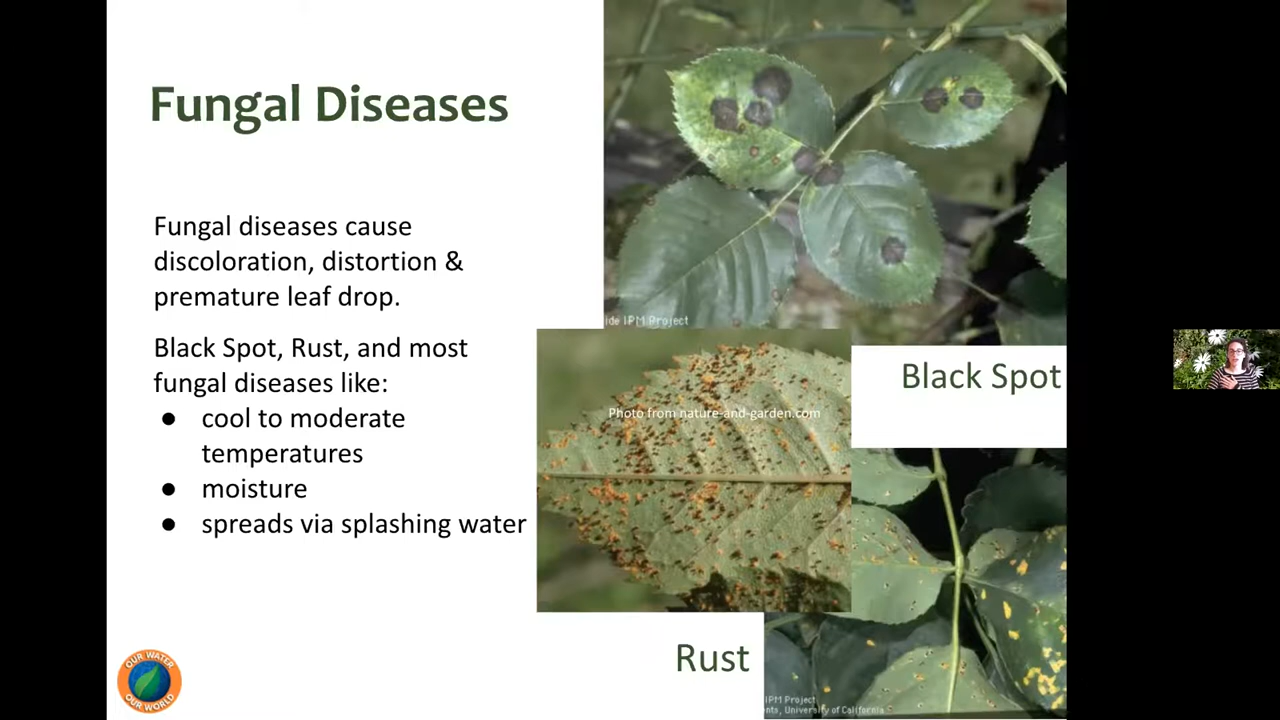 Fungal Diseases
Fungal diseases cause
discoloration, distortion &
premature leaf drop.
Black Spot, Rust, and most
fungal diseases like:
● cool to moderate
temperatures
● moisture
● spreads via splashing water
ide IPM Project
Black Spot
Photo from nature-and-garden.com
Rust
IPM Project
nts, University of California
OUR WATER
OUR WORLD